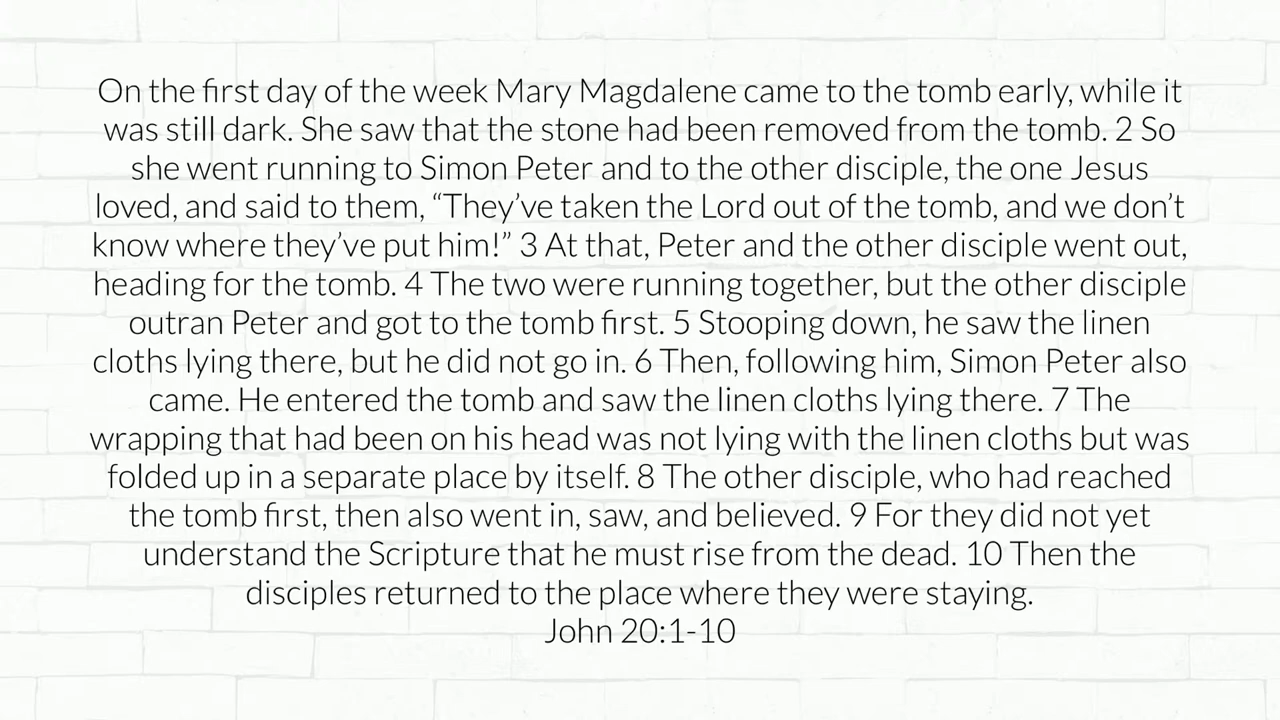 On the first day of the week Mary Magdalene came to the tomb early, while it
was still dark. She saw that the stone had been removed from the tomb. 2 So
she went running to Simon Peter and to the other disciple, the one Jesus
loved, and said to them, “They’ve taken the Lord out of the tomb, and we don’t
know where they’ve put him!” 3 At that, Peter and the other disciple went out,
heading for the tomb. 4 The two were running together, but the other disciple
outran Peter and got to the tomb first. 5 Stooping down, he saw the linen
cloths lying there, but he did not go in. 6 Then, following him, Simon Peter also
came. He entered the tomb and saw the linen cloths lying there. 7 The
wrapping that had been on his head was not lying with the linen cloths but was
folded up in a separate place by itself. 8 The other disciple, who had reached
the tomb first, then also went in, saw, and believed. 9 For they did not yet
understand the Scripture that he must rise from the dead. 10 Then the
disciples returned to the place where they were staying.
John 20:1-10